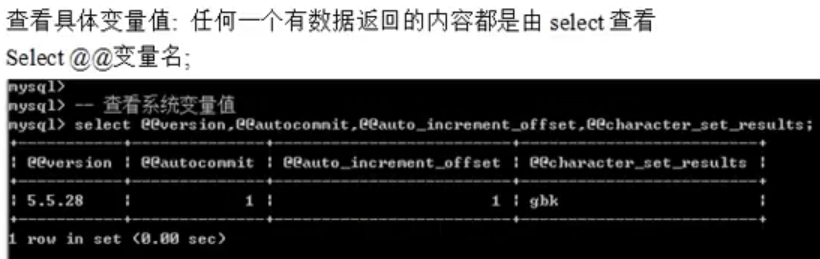 查看具体变量值: 任何一个有数据返回的内容都是由 select 查看
Select @@变量名;
mysql>
mysql> -- 查看系统变量值
mysql> select @@version,@@autocommit,@@auto_increment_offset,@@character_set_results;
+-----------+--------------+-------------------------+-------------------------+
| @@version | @@autocommit | @@auto_increment_offset | @@character_set_results |
+-----------+--------------+-------------------------+-------------------------+
| 5.5.28 | 1 | 1 | gbk |
+-----------+--------------+-------------------------+-------------------------+
1 row in set (0.00 sec)